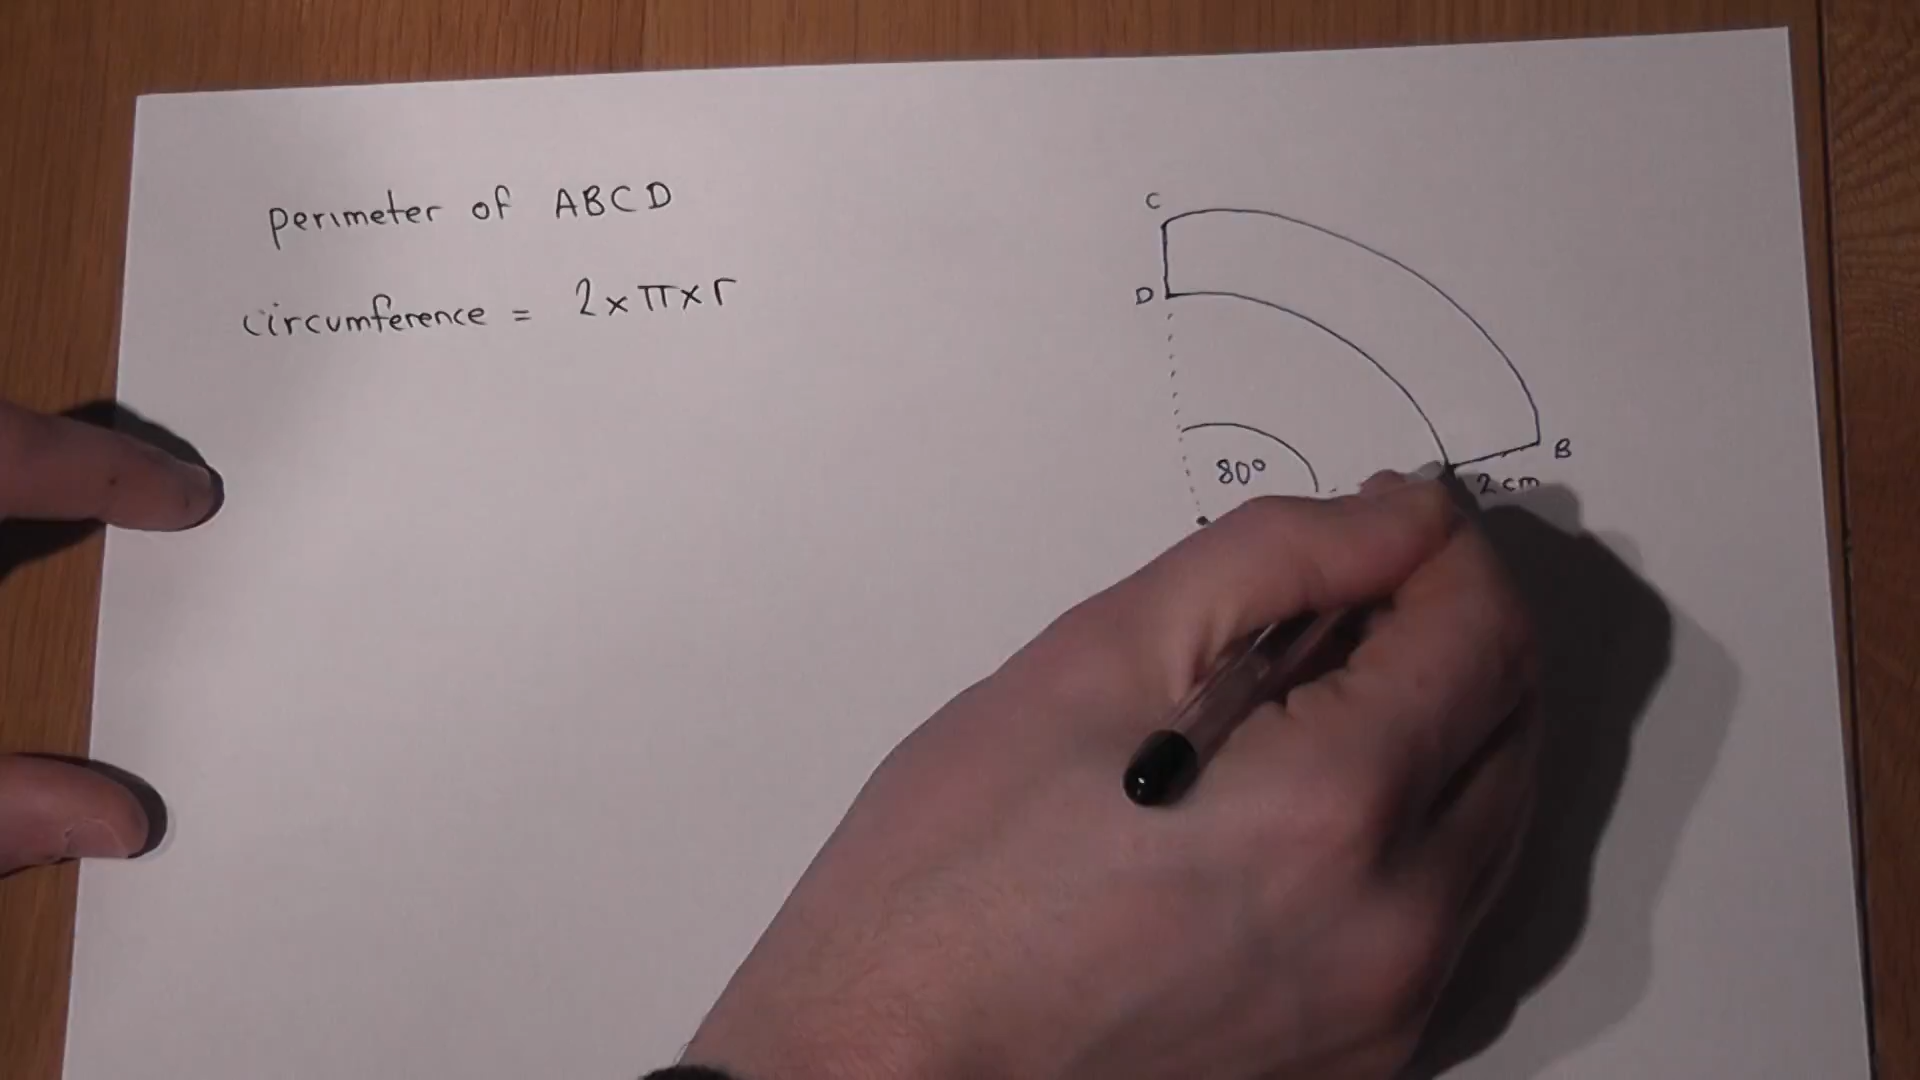 perimeter of ABCD
circumference = 2×π×r
C
D
B
80°
2cm